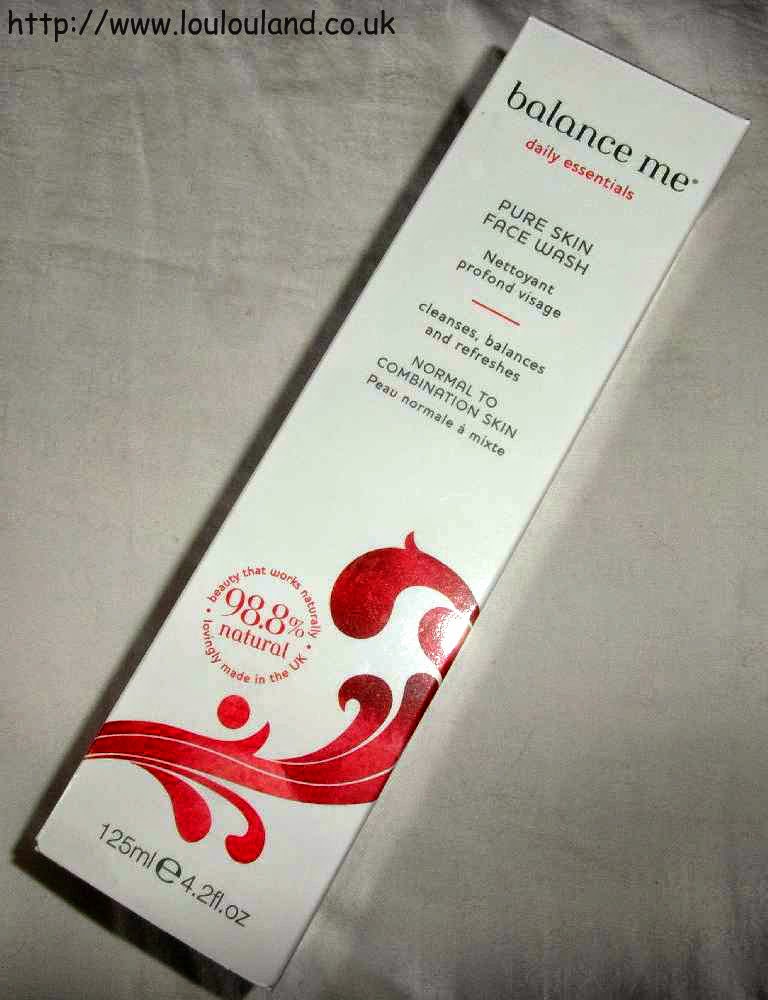 http://www.loulouland.co.uk
balance me®
daily essentials
PURE SKIN
FACE WASH
Nettoyant
profond visage
cleanses, balances
and refreshes
NORMAL TO
COMBINATION SKIN
Peau normale à mixte
• beauty that works naturally •
98.8%
natural
lovingly made in the UK
125ml e 4.2fl.oz